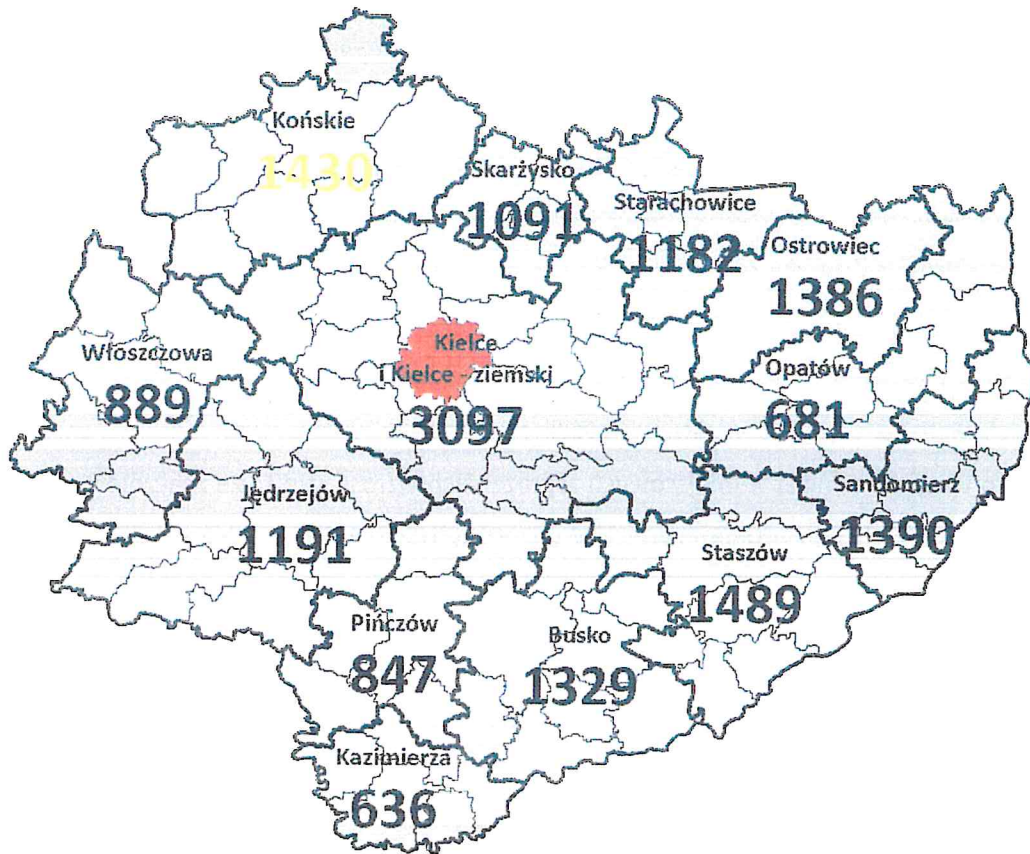 Końskie
1430
Skarżysko
1091
Starachowice
1182
Ostrowiec
1386
Włoszczowa
889
Kielce
i Kielce - ziemski
3097
Opatów
681
Sandomierz
1390
Jędrzejów
1191
Staszów
1489
Pińczów
847
Busko
1329
Kazimierza
636